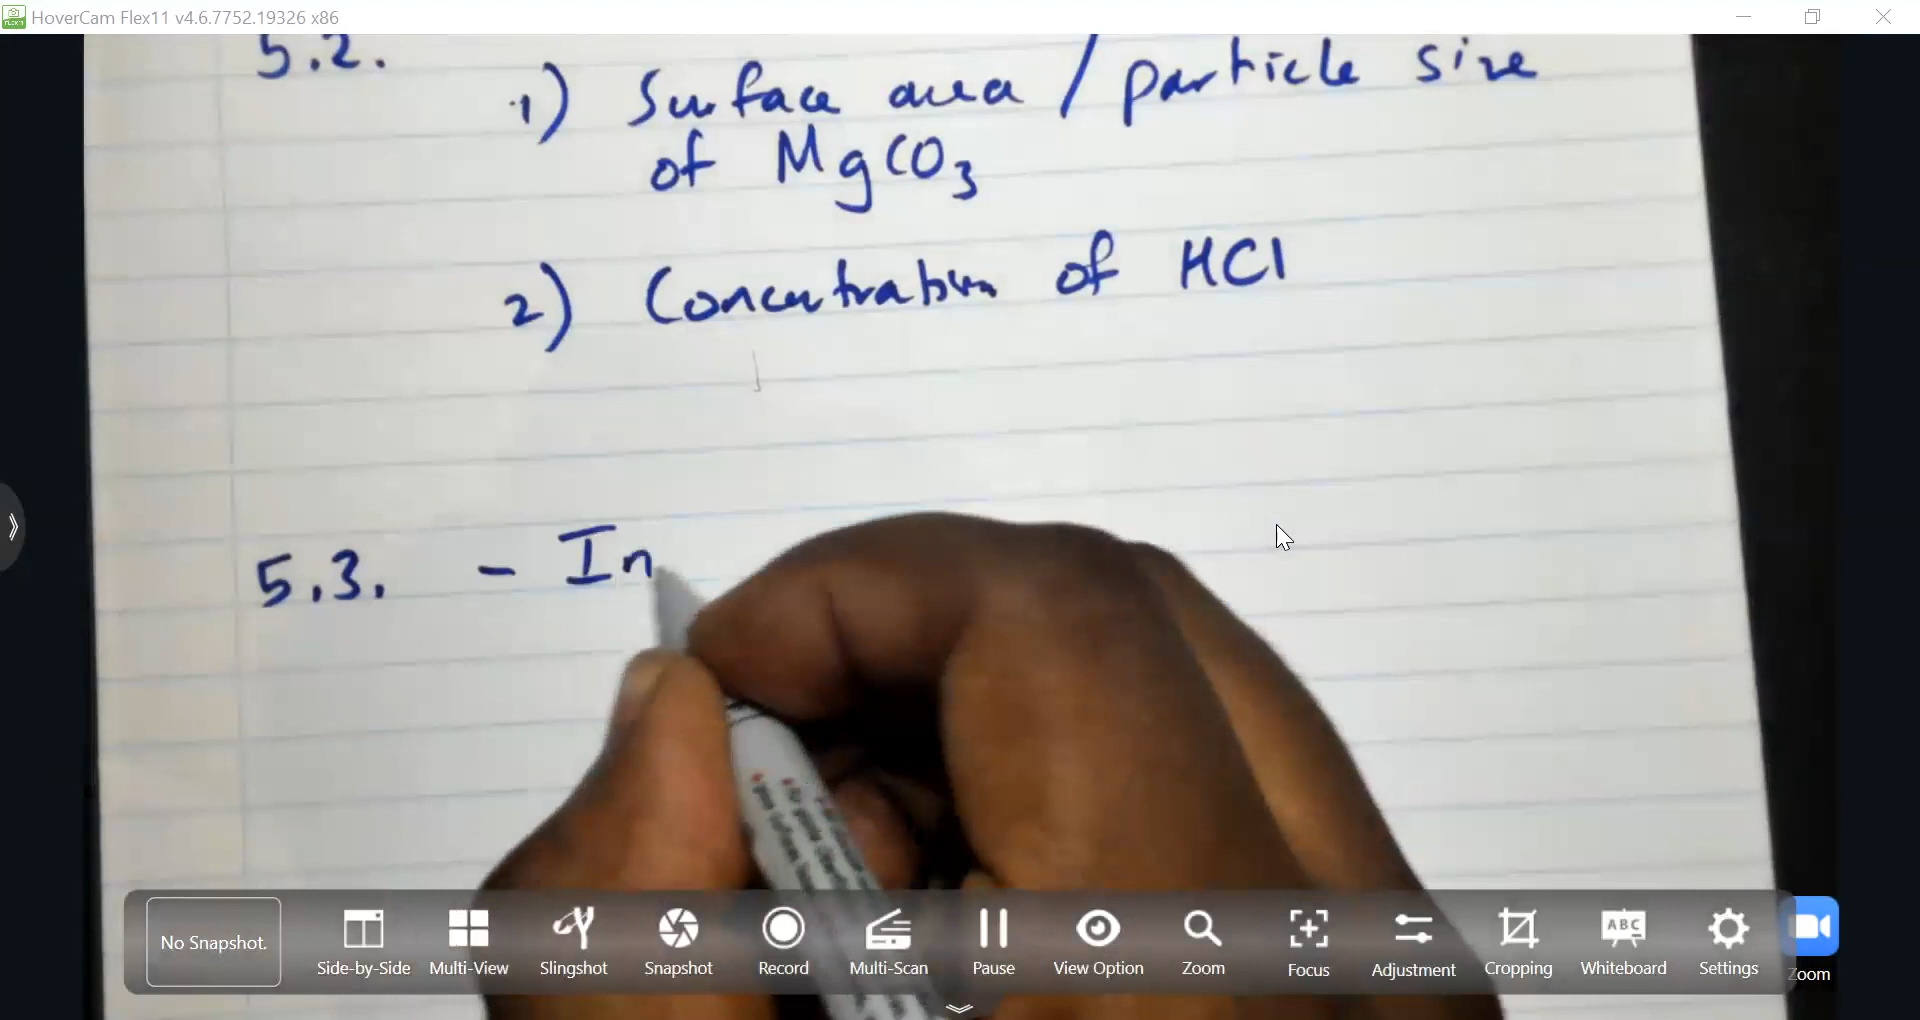 HoverCam Flex11 v4.6.7752.19326 x86
5.2.
1) Surface area / particle size
of MgCO3
2) Concentration of HCl
5.3. - In
No Snapshot.
Side-by-Side Multi-View Slingshot Snapshot Record Multi-Scan Pause View Option Zoom Focus Adjustment Cropping Whiteboard Settings Zoom
ABC